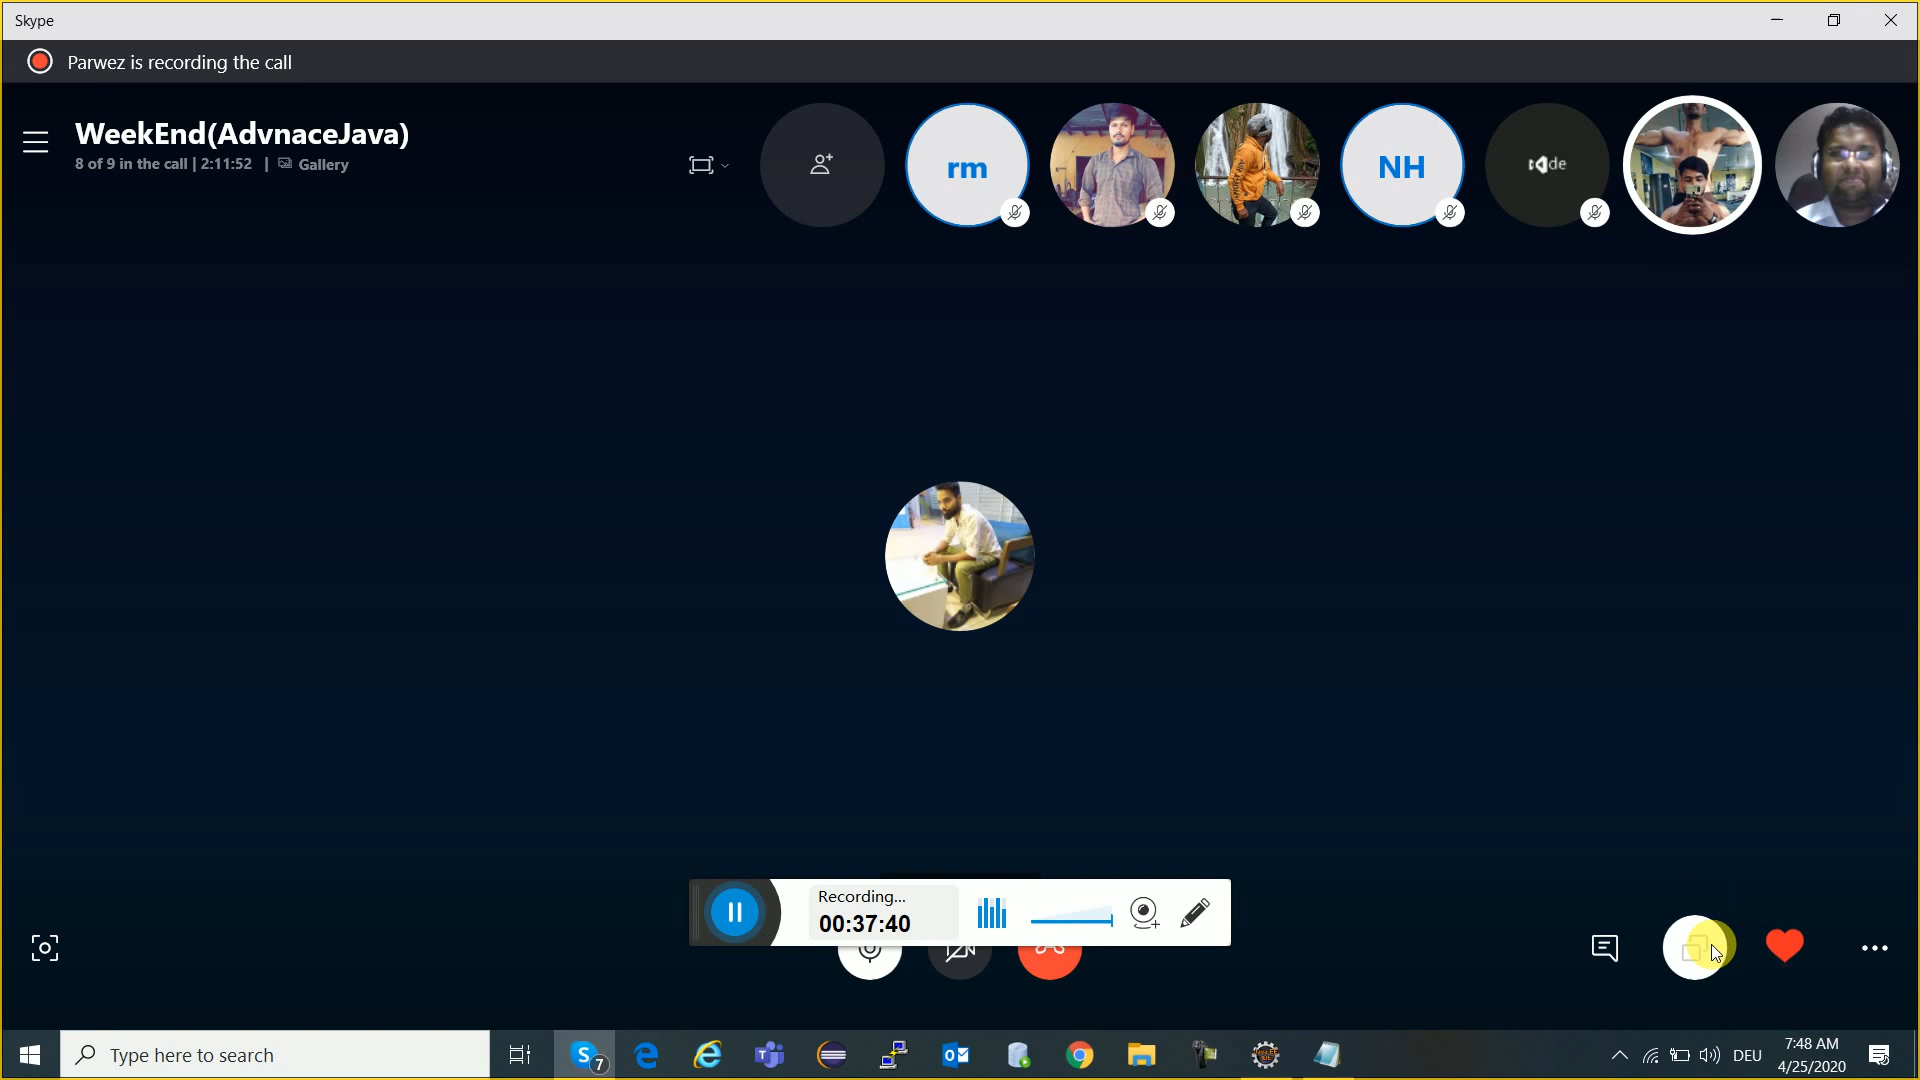 Skype
Parwez is recording the call
WeekEnd(AdvnaceJava)
8 of 9 in the call | 2:11:52 | Gallery
rm
NH
de
Recording...
00:37:40
Type here to search
7
DEU
7:48 AM
4/25/2020